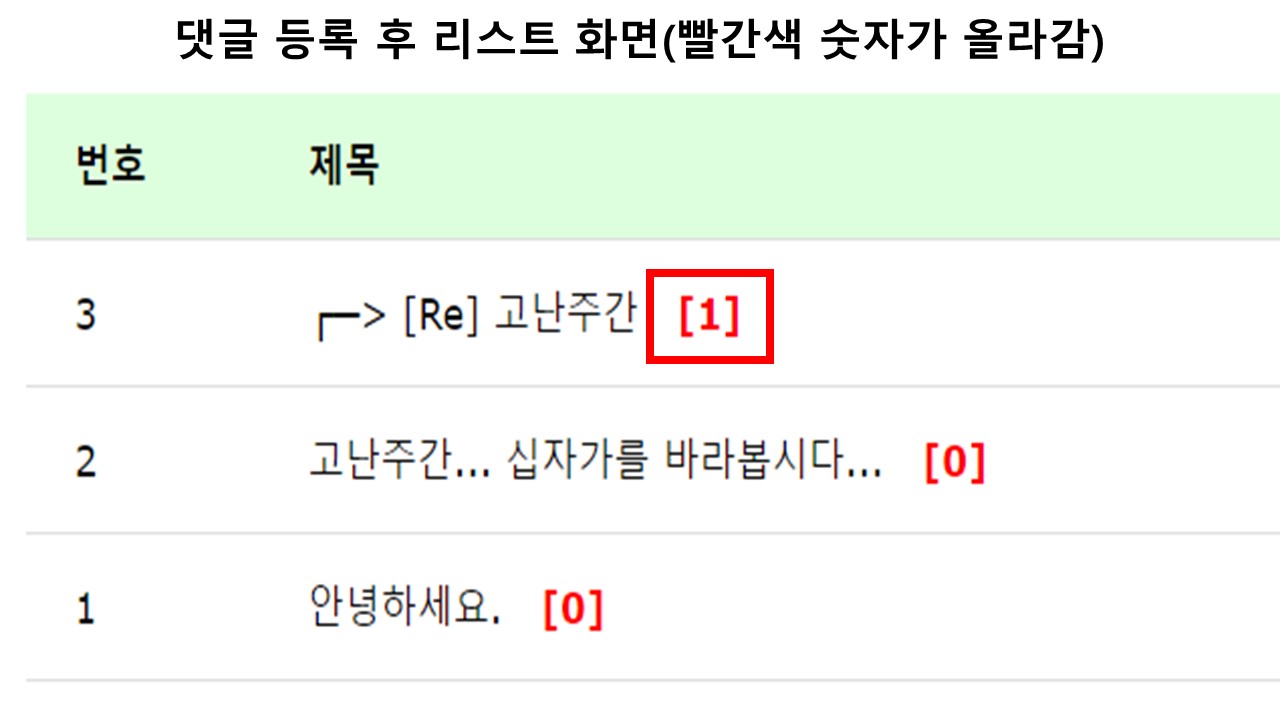 댓글 등록 후 리스트 화면(빨간색 숫자가 올라감)
번호 제목
3 ┌─> [Re] 고난주간 [1]
2 고난주간... 십자가를 바라봅시다... [0]
1 안녕하세요. [0]